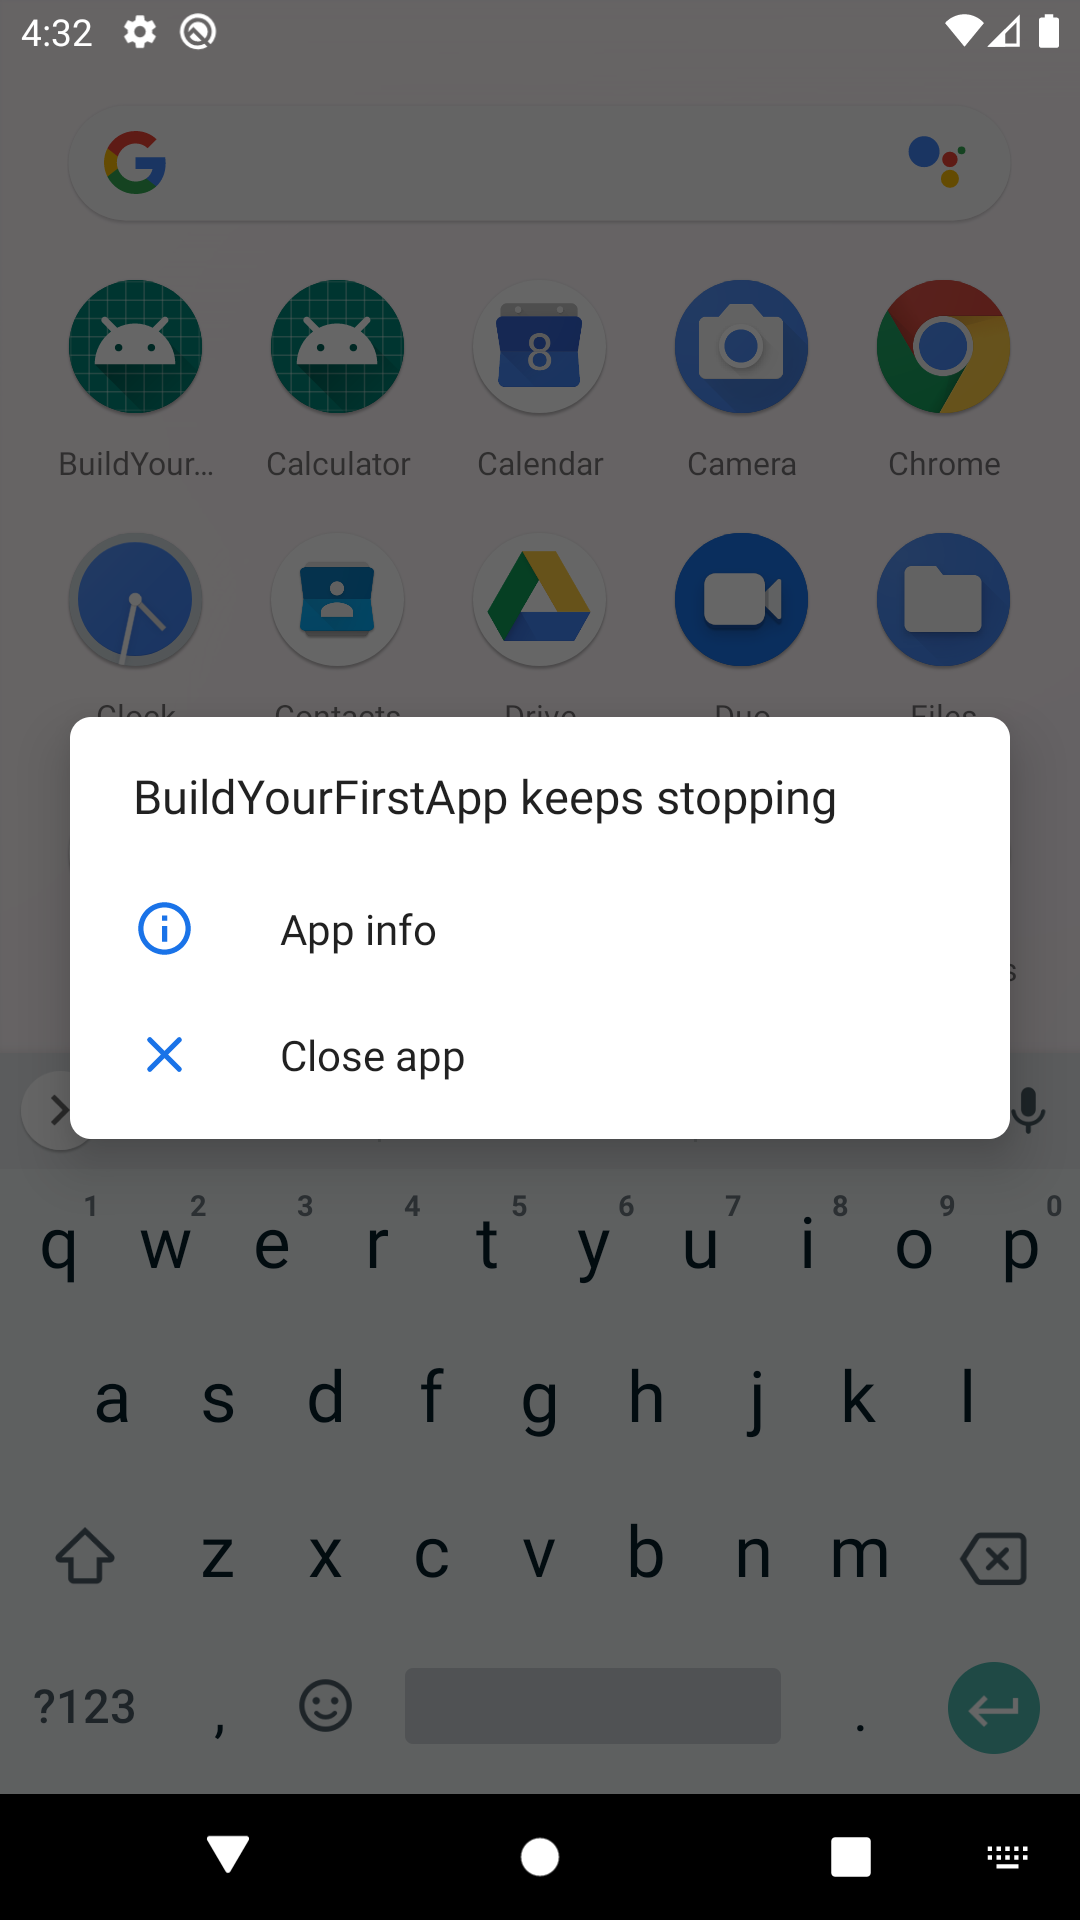 4:32
8
BuildYour... Calculator Calendar Camera Chrome
Clock Contacts Drive Duo Files
BuildYourFirstApp keeps stopping
App info
Close app
s
1 2 3 4 5 6 7 8 9 0
q w e r t y u i o p
a s d f g h j k l
z x c v b n m
?123 , .